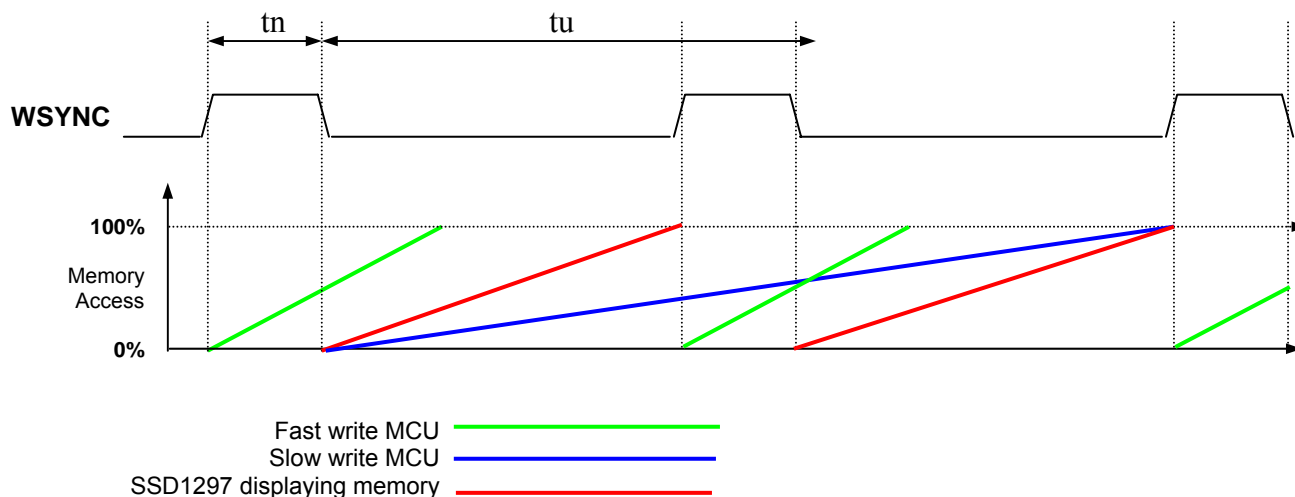 tn tu
WSYNC
100%
Memory
Access
0%
Fast write MCU
Slow write MCU
SSD1297 displaying memory